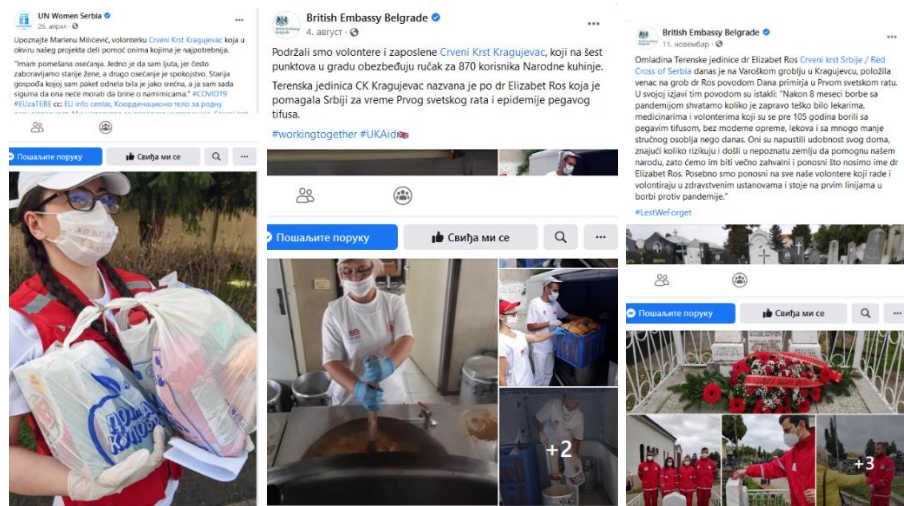 UN Women Serbia
26. април
Upoznajte Marlenu Milićević, volonterku Crveni Krst Kragujevac koja u
okviru našeg projekta deli pomoć onima kojima je najpotrebnija.
"Imam pomešana osećanja. Jedno je da sam ljuta, jer često
zaboravljamo starije žene, a drugo osećanje je spokojstvo. Starija
gospođa kojoj sam paket odnela bila je jako srećna, a ja sam sada
siguma da ona neće morati da brine o namirnicama." #COVID19
#EUzaTEBE cc: EU info centar, Координационо тело за родну
Пошаљите поруку
Свиђа ми се
British Embassy Belgrade
4. август
Podržali smo volontere i zaposlene Crveni Krst Kragujevac, koji na šest
punktova u gradu obezbeđuju ručak za 870 korisnika Narodne kuhinje.
Terenska jedinica CK Kragujevac nazvana je po dr Elizabet Ros koja je
pomagala Srbiji za vreme Prvog svetskog rata i epidemije pegavog
tifusa.
#workingtogether #UKAid
Пошаљите поруку
Свиђа ми се
+2
British Embassy Belgrade
11. новембар
Omladina Terenske jedinice dr Elizabet Ros Crveni krst Srbije / Red
Cross of Serbia danas je na Varoškom groblju u Kragujevcu, položila
venac na grob dr Ros povodom Dana primirja u Prvom svetskom ratu.
U svojoj izjavi tim povodom su istakli: "Nakon 8 meseci borbe sa
pandemijom shvatamo koliko je zapravo teško bilo lekarima,
medicinarima i volonterima koji su se pre 105 godina borili sa
pegavim tifusom, bez moderne opreme, lekova i sa mnogo manje
stručnog osoblja nego danas. Oni su napustili udobnost svog doma,
znajući koliko rizikuju i došli u nepoznatu zemlju da pomognu našem
narodu, zato ćemo im biti večno zahvalni i ponosni što nosimo ime dr
Elizabet Ros. Posebno smo ponosni na sve naše volontere koji rade i
volontiraju u zdravstvenim ustanovama i stoje na prvim linijama u
borbi protiv pandemije."
#LestWeForget
Пошаљите поруку
Свиђа ми се
+3